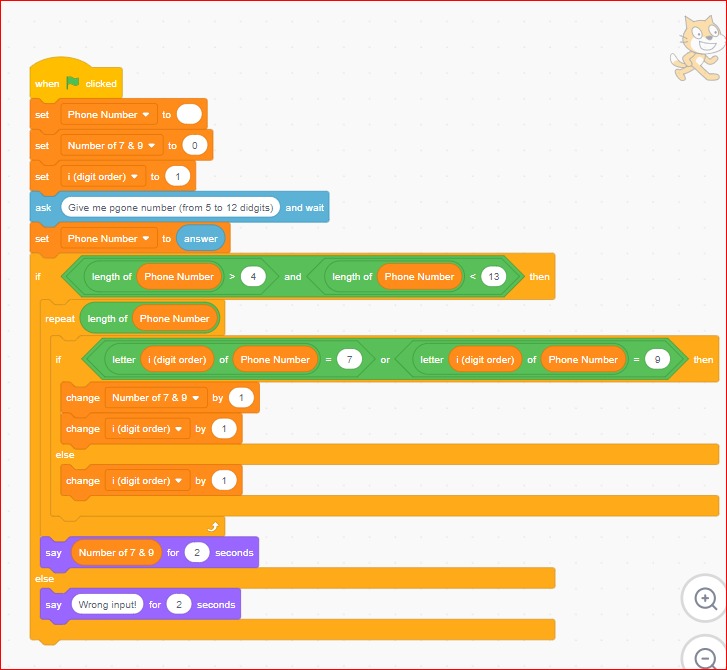 when clicked
set Phone Number to
set Number of 7 & 9 to 0
set i (digit order) to 1
ask Give me pgone number (from 5 to 12 didgits) and wait
set Phone Number to answer
if length of Phone Number > 4 and length of Phone Number < 13 then
repeat length of Phone Number
if letter i (digit order) of Phone Number = 7 or letter i (digit order) of Phone Number = 9 then
change Number of 7 & 9 by 1
change i (digit order) by 1
else
change i (digit order) by 1
say Number of 7 & 9 for 2 seconds
else
say Wrong input! for 2 seconds